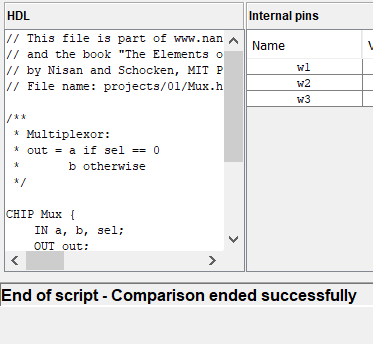 HDL
// This file is part of www.nan
// and the book "The Elements o
// by Nisan and Schocken, MIT P
// File name: projects/01/Mux.h
/**
 * Multiplexor:
 * out = a if sel == 0
 *       b otherwise
 */
CHIP Mux {
    IN a, b, sel;
    OUT out;
Internal pins
Name
w1
w2
w3
End of script - Comparison ended successfully